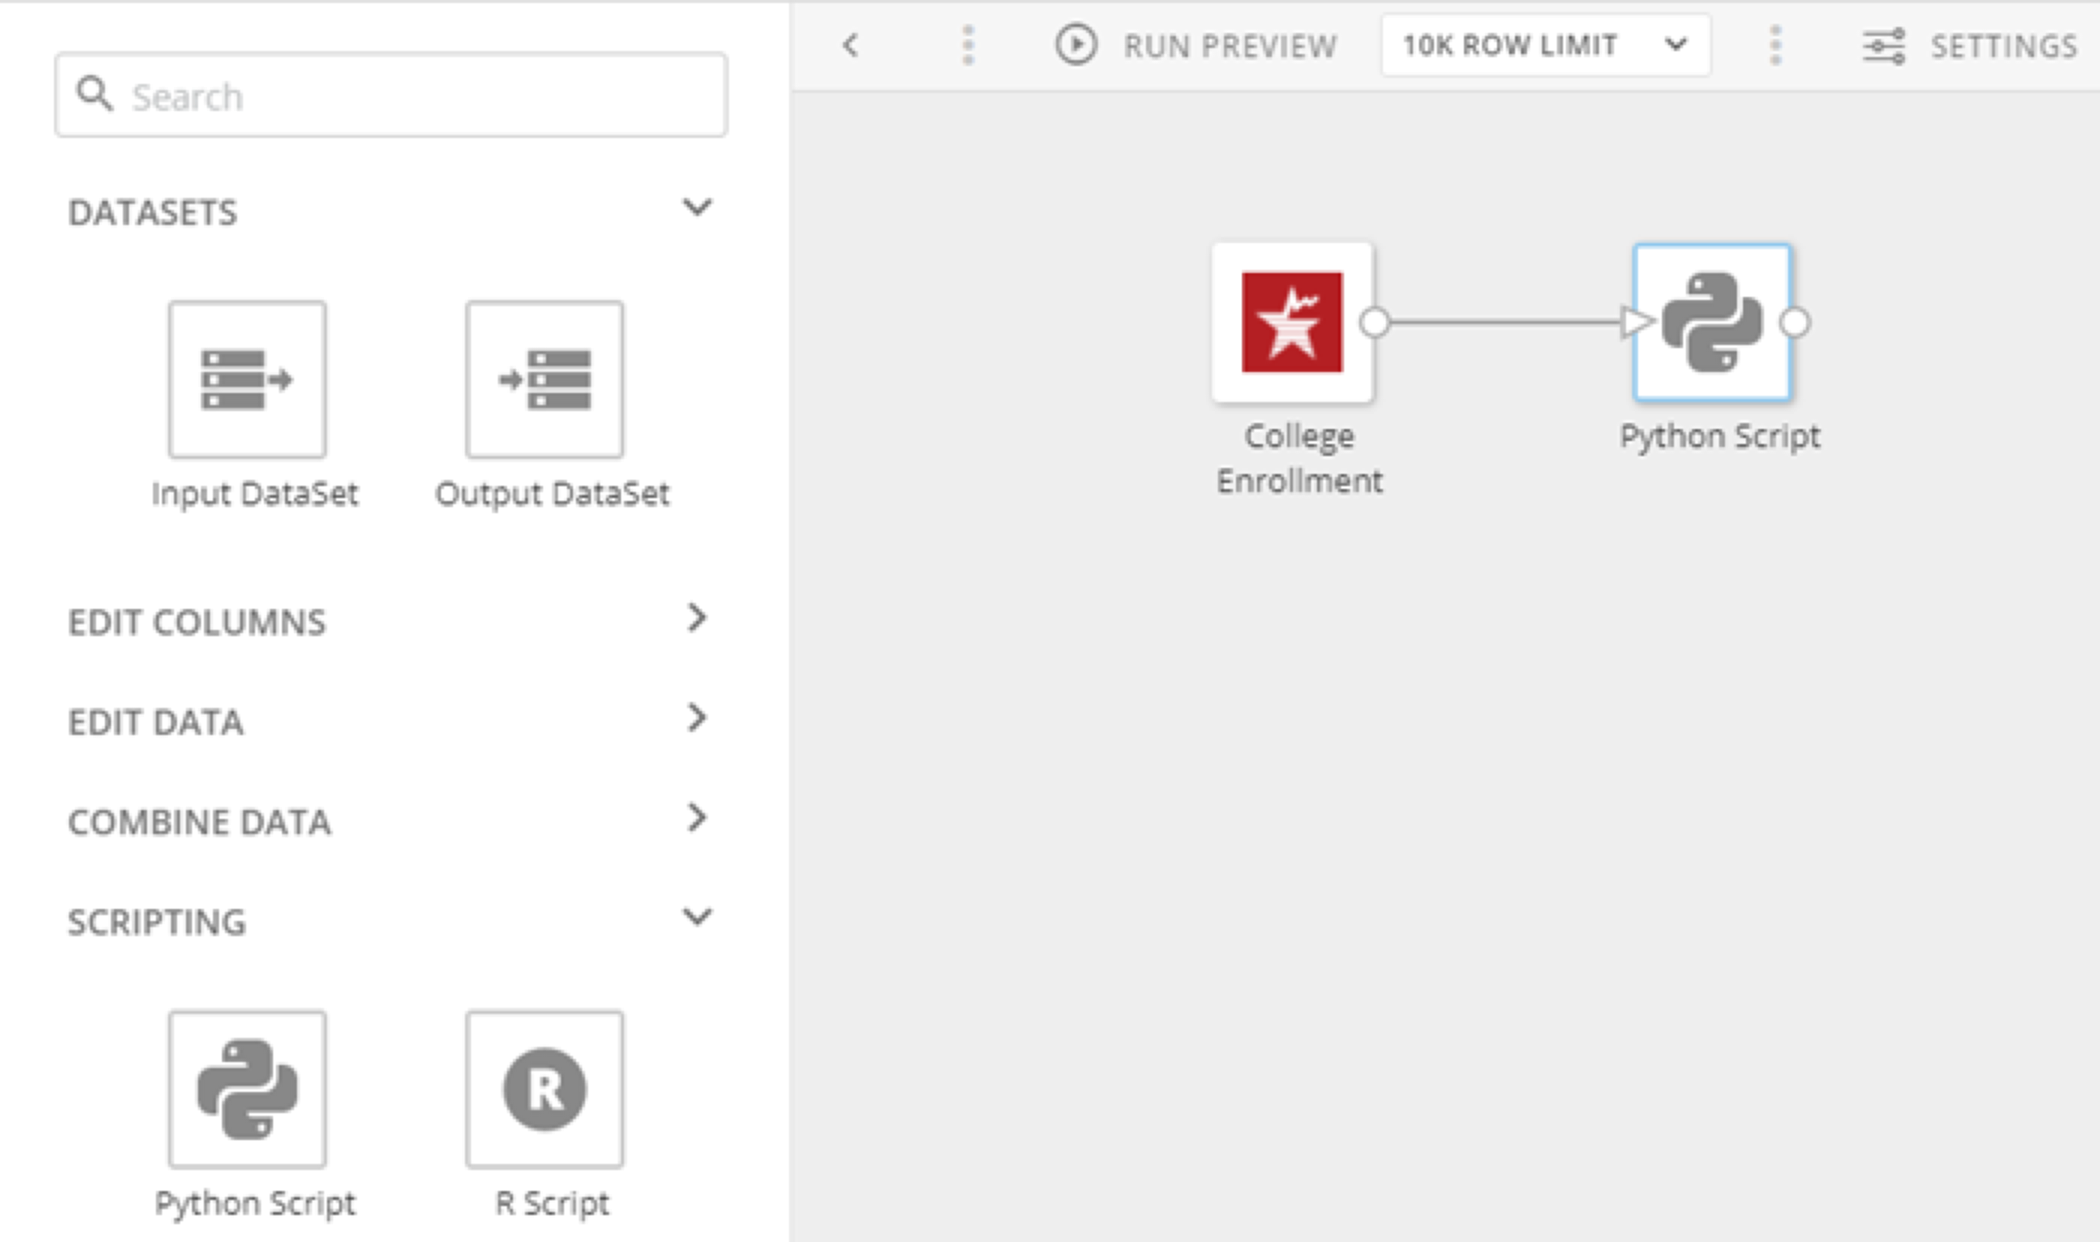 Search
DATASETS
Input DataSet
Output DataSet
EDIT COLUMNS
EDIT DATA
COMBINE DATA
SCRIPTING
Python Script
R Script
RUN PREVIEW
10K ROW LIMIT
SETTINGS
College
Enrollment
Python Script